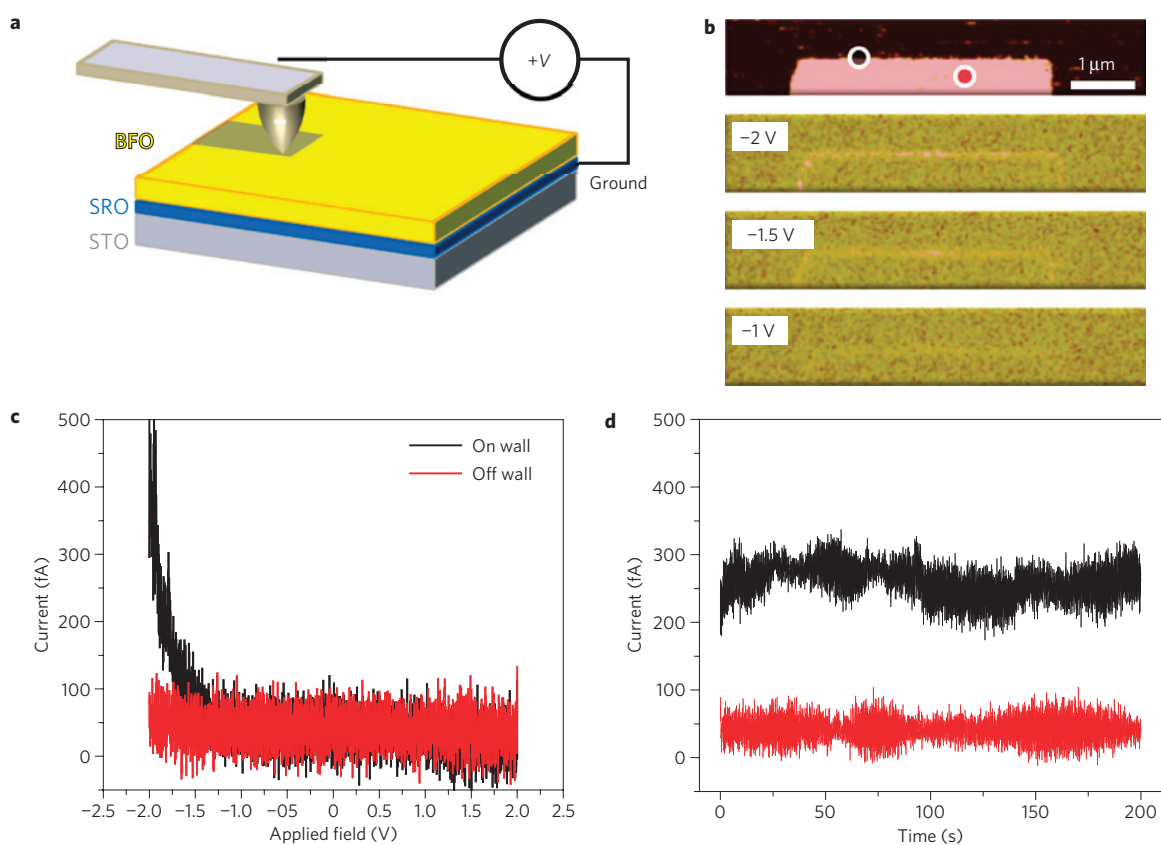 a
+V
BFO
SRO
STO
Ground
b
1 μm
−2 V
−1.5 V
−1 V
c
500
400
300
200
100
0
Current (fA)
On wall
Off wall
−2.5 −2.0 −1.5 −1.0 −0.5 0 0.5 1.0 1.5 2.0 2.5
Applied field (V)
d
500
400
300
200
100
0
Current (fA)
0 50 100 150 200
Time (s)